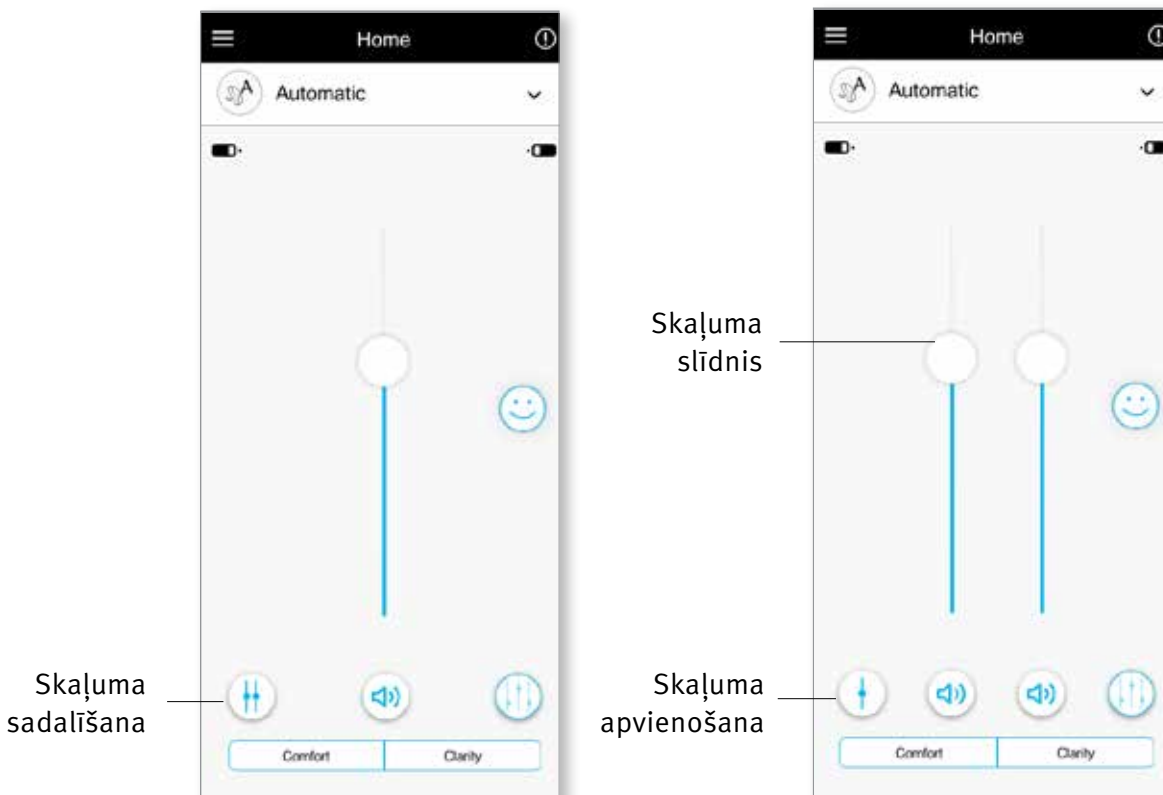 Home
Automatic
Skaļuma
sadalīšana
Comfort Clarity
Home
Automatic
Skaļuma
slīdnis
Skaļuma
apvienošana
Comfort Clarity